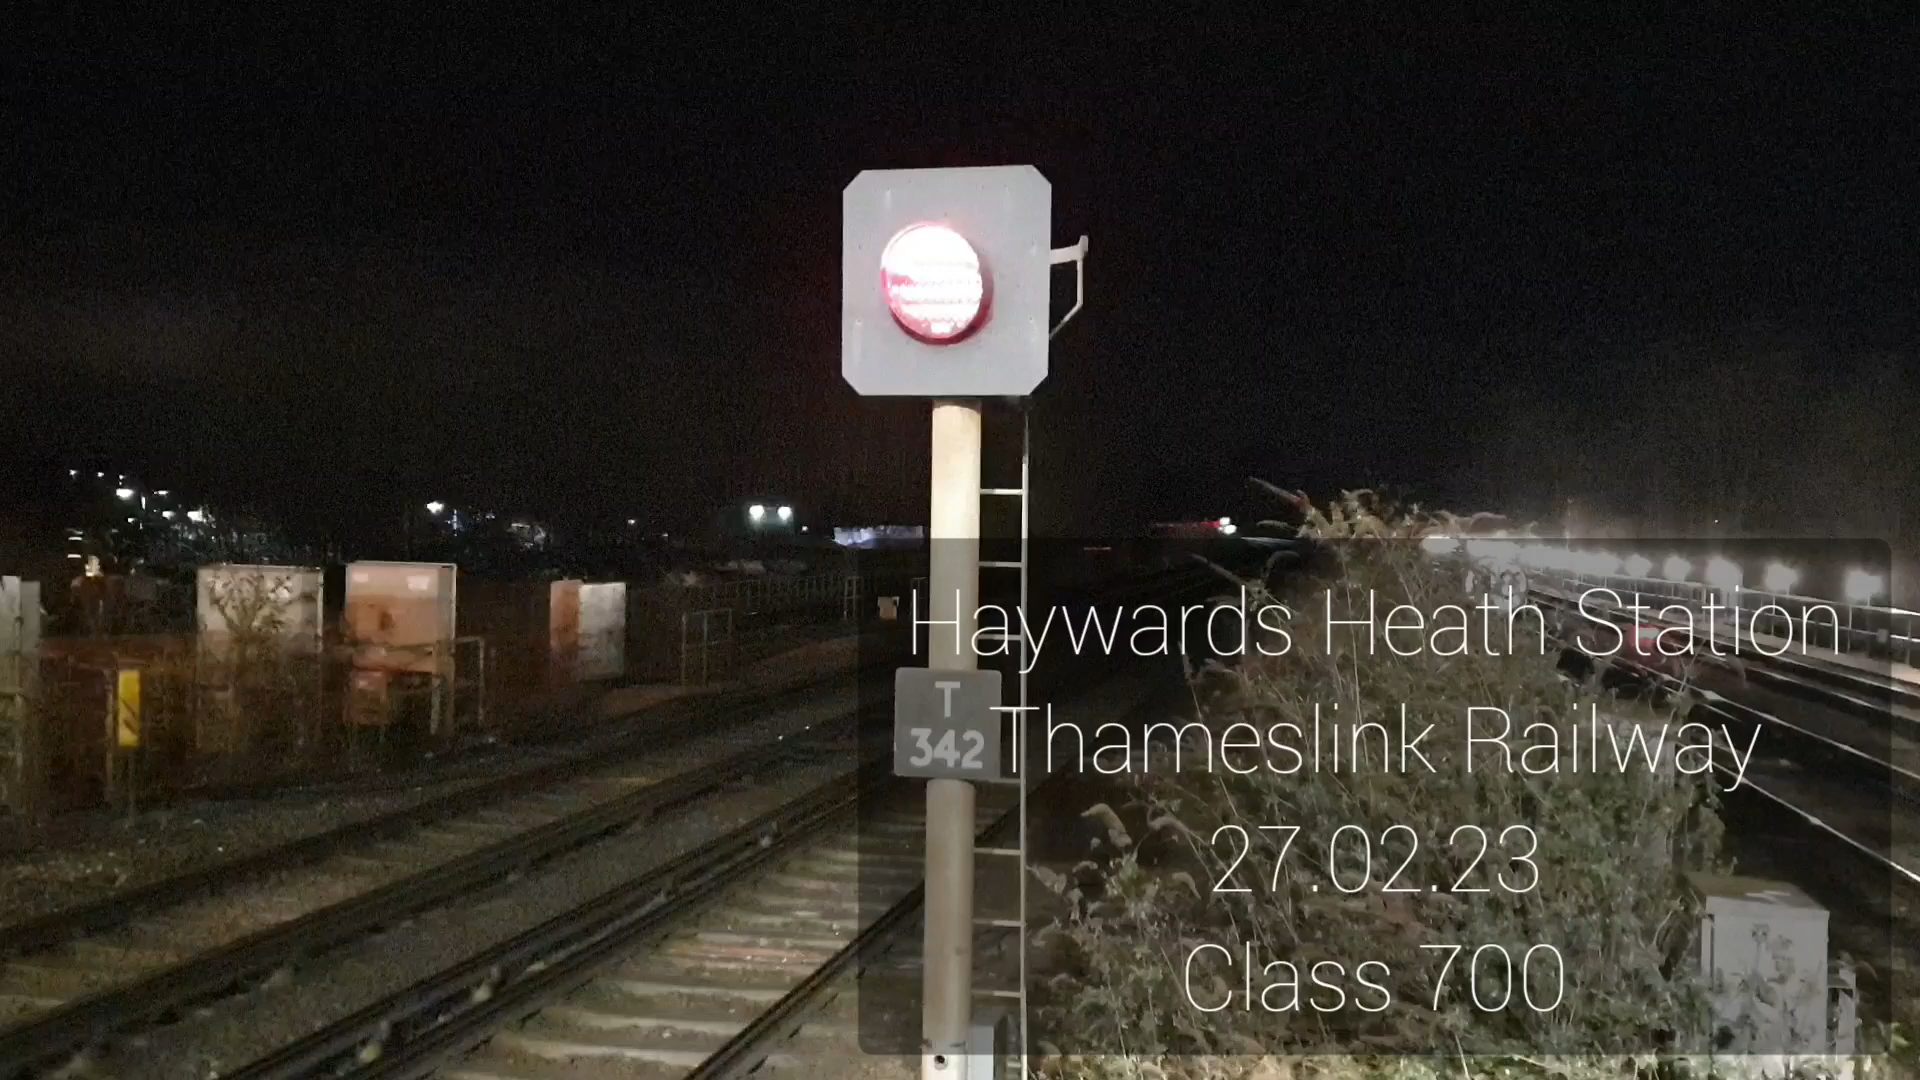 Haywards Heath Station
T
342
Thameslink Railway
27.02.23
Class 700